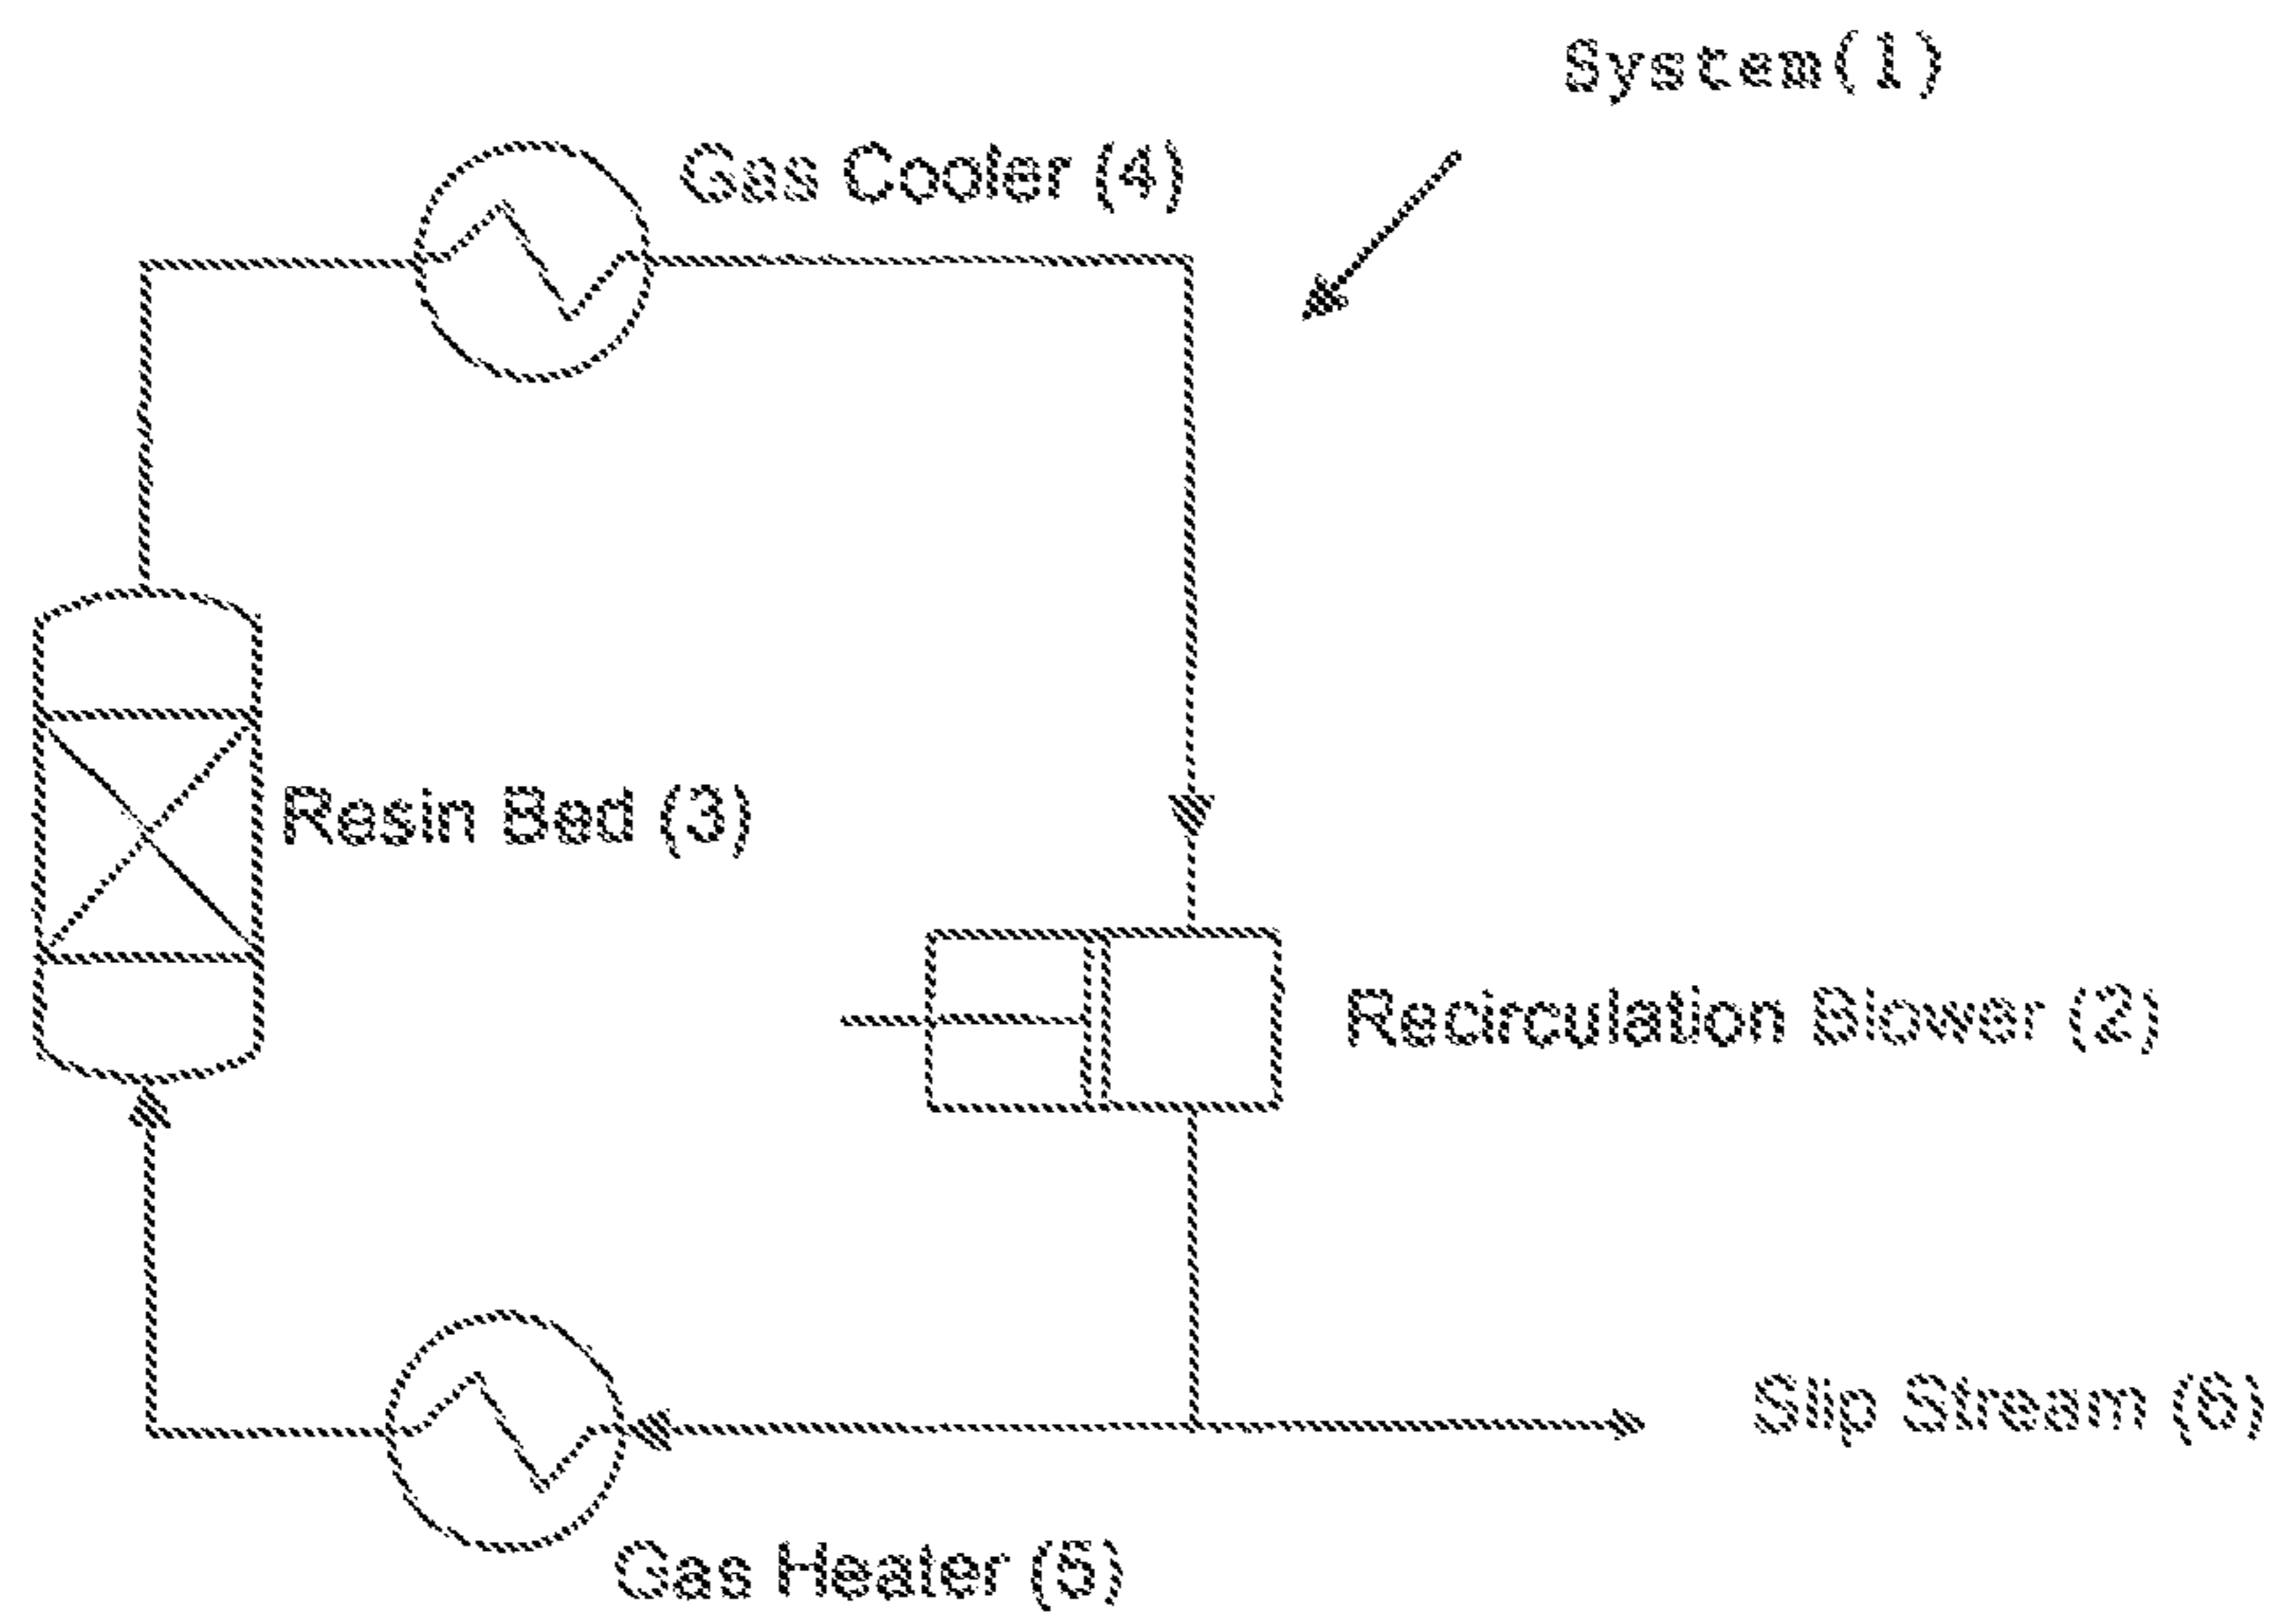 System(1)
Gas Cooler (4)
Resin Bed (3)
Recirculation Blower (2)
Slip Stream (6)
Gas Heater (5)